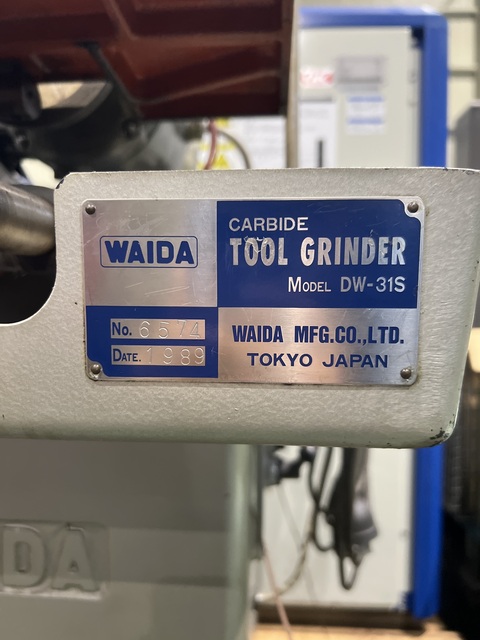 WAIDA
CARBIDE
TOOL GRINDER
MODEL DW-31S
No. 6574
DATE. 1989
WAIDA MFG.CO.,LTD.
TOKYO JAPAN
DA